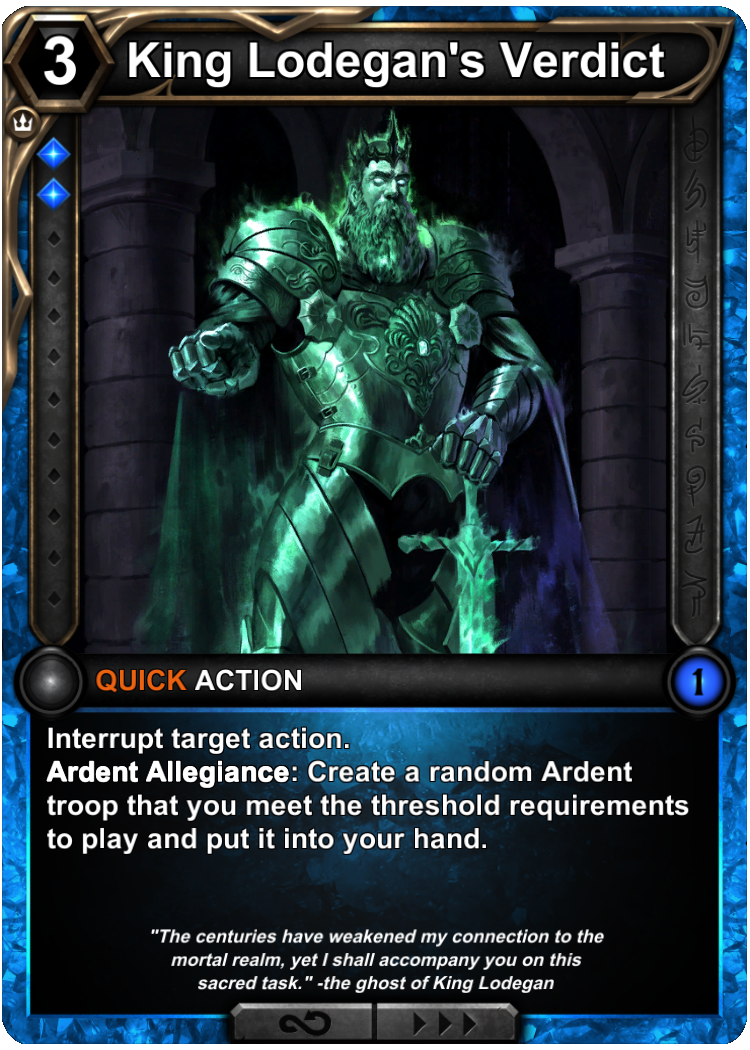 3
King Lodegan's Verdict
QUICK ACTION
1
Interrupt target action.
Ardent Allegiance: Create a random Ardent
troop that you meet the threshold requirements
to play and put it into your hand.
"The centuries have weakened my connection to the
mortal realm, yet I shall accompany you on this
sacred task." -the ghost of King Lodegan